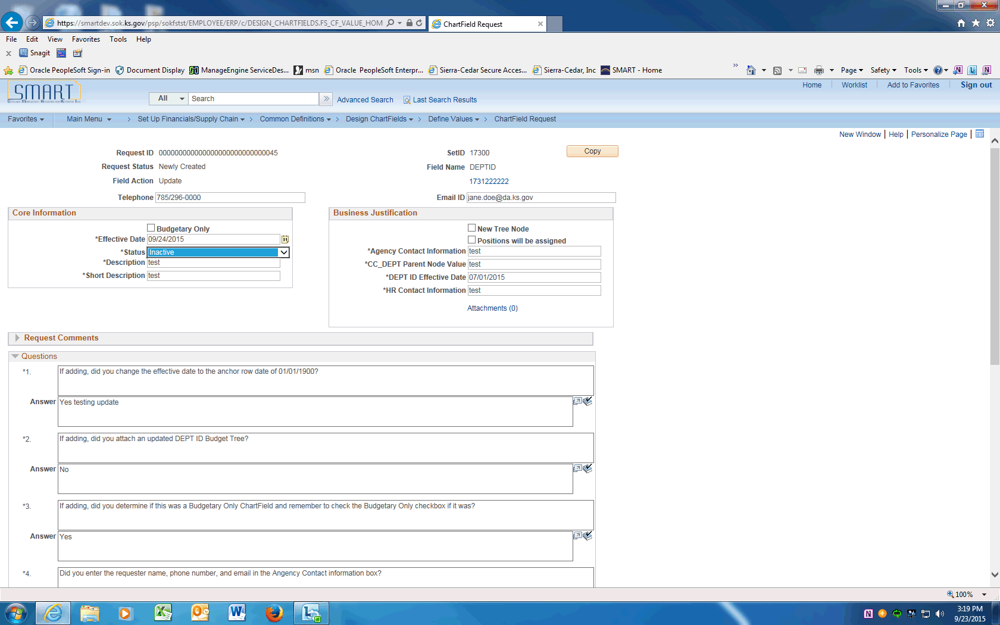 https://smartdev.sok.ks.gov/psp/sokfstst/EMPLOYEE/ERP/c/DESIGN_CHARTFIELDS.FS_CF_VALUE_HOM
ChartField Request
File Edit View Favorites Tools Help
x Snagit
Oracle PeopleSoft Sign-in Document Display ManageEngine ServiceDes... msn Oracle PeopleSoft Enterpr... Sierra-Cedar Secure Acces... Sierra-Cedar, Inc SMART - Home Page Safety Tools
SMART
Home Worklist Add to Favorites Sign out
All Search Advanced Search Last Search Results
Favorites Main Menu > Set Up Financials/Supply Chain > Common Definitions > Design ChartFields > Define Values > ChartField Request
New Window | Help | Personalize Page |
Request ID 000000000000000000000000000045 SetID 17300 Copy
Request Status Newly Created Field Name DEPTID
Field Action Update 1731222222
Telephone 785/296-0000 Email ID jane.doe@da.ks.gov
Core Information
Budgetary Only
*Effective Date 09/24/2015 31
*Status Inactive
*Description test
*Short Description test
Business Justification
New Tree Node
Positions will be assigned
*Agency Contact Information test
*CC_DEPT Parent Node Value test
*DEPT ID Effective Date 07/01/2015
*HR Contact Information test
Attachments (0)
Request Comments
Questions
*1. If adding, did you change the effective date to the anchor row date of 01/01/1900?
Answer Yes testing update
*2. If adding, did you attach an updated DEPT ID Budget Tree?
Answer No
*3. If adding, did you determine if this was a Budgetary Only ChartField and remember to check the Budgetary Only checkbox if it was?
Answer Yes
*4. Did you enter the requester name, phone number, and email in the Angency Contact information box?
100%
3:19 PM
9/23/2015